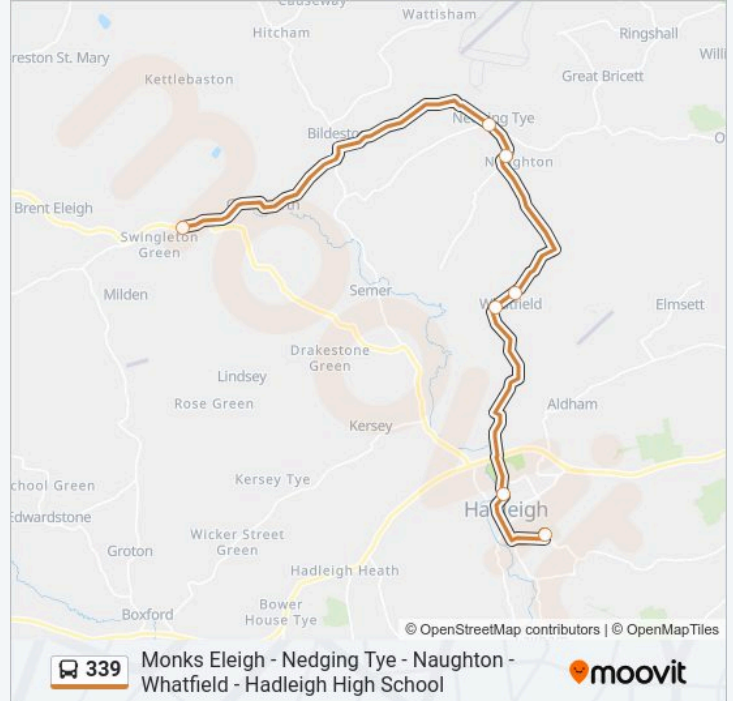 Causeway
Wattisham
Hitcham
Ringshall
reston St. Mary
Willi
Great Bricett
Kettlebaston
Nedging Tye
Bildeston
O
Naughton
Brent Eleigh
Swingleton
Green
Semer
Milden
Whatfield
Elmsett
Drakestone
Green
Lindsey
Rose Green
Aldham
Kersey
chool Green
Kersey Tye
Hadleigh
Edwardstone
Wicker Street
Green
Groton
Hadleigh Heath
Bower
House Tye
Boxford
© OpenStreetMap contributors | © OpenMapTiles
339
Monks Eleigh - Nedging Tye - Naughton -
Whatfield - Hadleigh High School
moovit